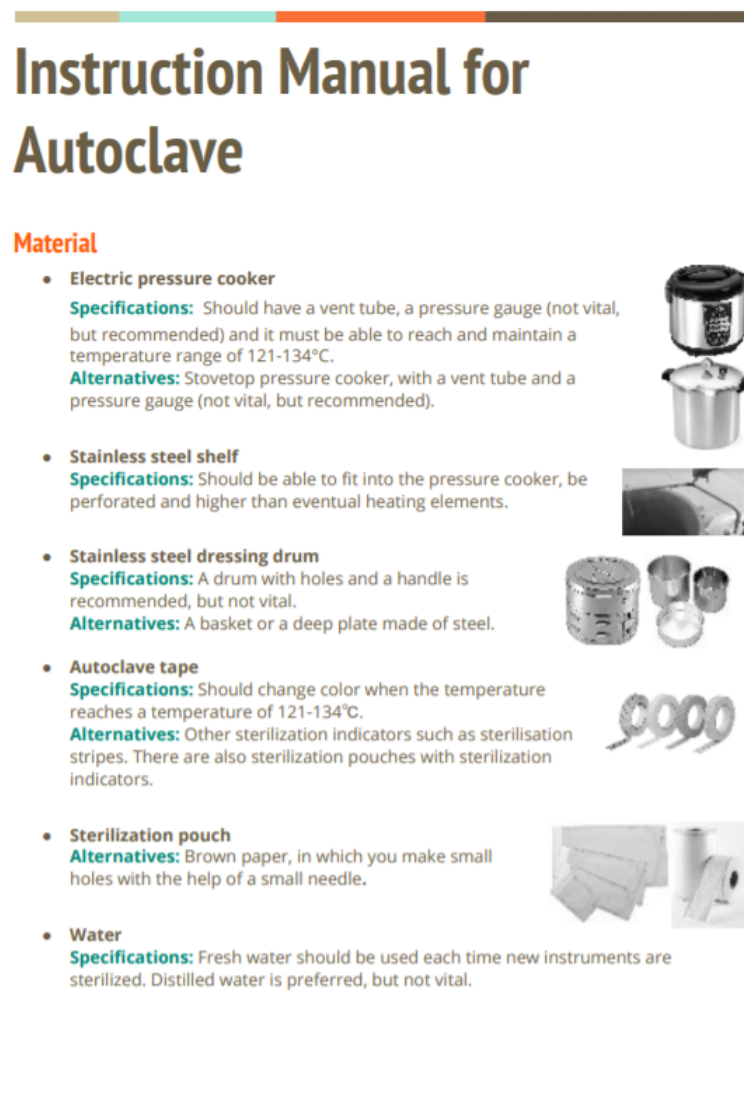 Instruction Manual for
Autoclave
Material
● Electric pressure cooker
Specifications: Should have a vent tube, a pressure gauge (not vital,
but recommended) and it must be able to reach and maintain a
temperature range of 121-134°C.
Alternatives: Stovetop pressure cooker, with a vent tube and a
pressure gauge (not vital, but recommended).
● Stainless steel shelf
Specifications: Should be able to fit into the pressure cooker, be
perforated and higher than eventual heating elements.
● Stainless steel dressing drum
Specifications: A drum with holes and a handle is
recommended, but not vital.
Alternatives: A basket or a deep plate made of steel.
● Autoclave tape
Specifications: Should change color when the temperature
reaches a temperature of 121-134°C.
Alternatives: Other sterilization indicators such as sterilisation
stripes. There are also sterilization pouches with sterilization
indicators.
● Sterilization pouch
Alternatives: Brown paper, in which you make small
holes with the help of a small needle.
● Water
Specifications: Fresh water should be used each time new instruments are
sterilized. Distilled water is preferred, but not vital.